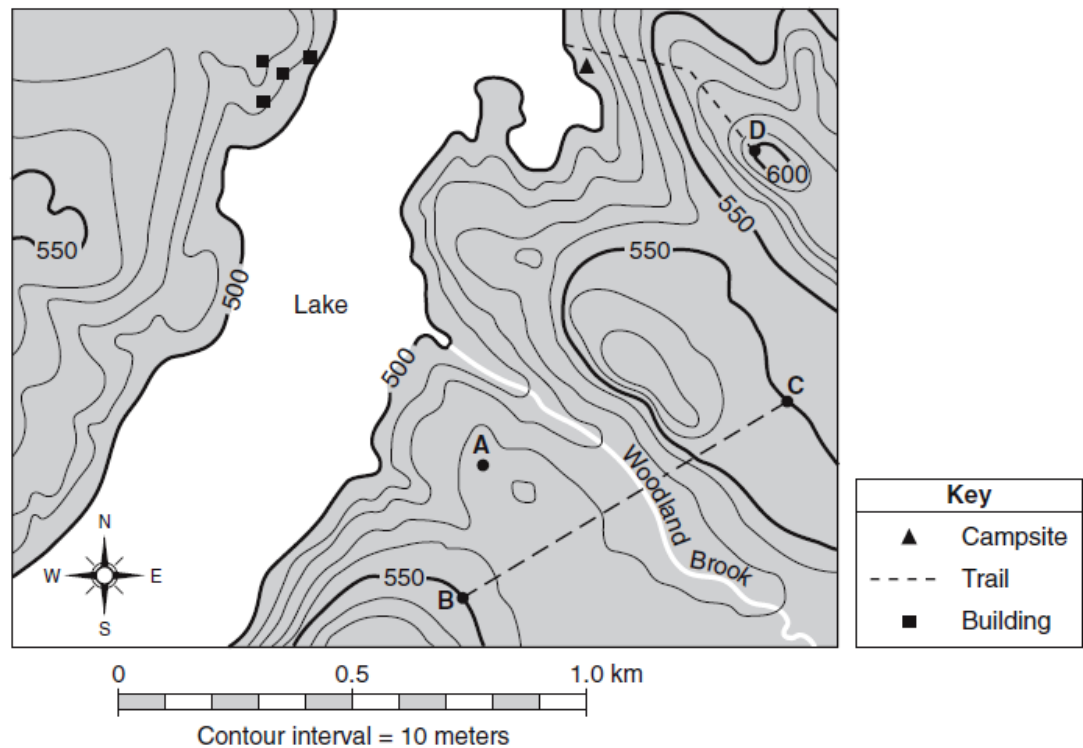 D
600
550
550
550
500
Lake
500
C
A
Woodland
Brook
550
B
N
W
E
S
Key
Campsite
Trail
Building
0
0.5
1.0 km
Contour interval = 10 meters